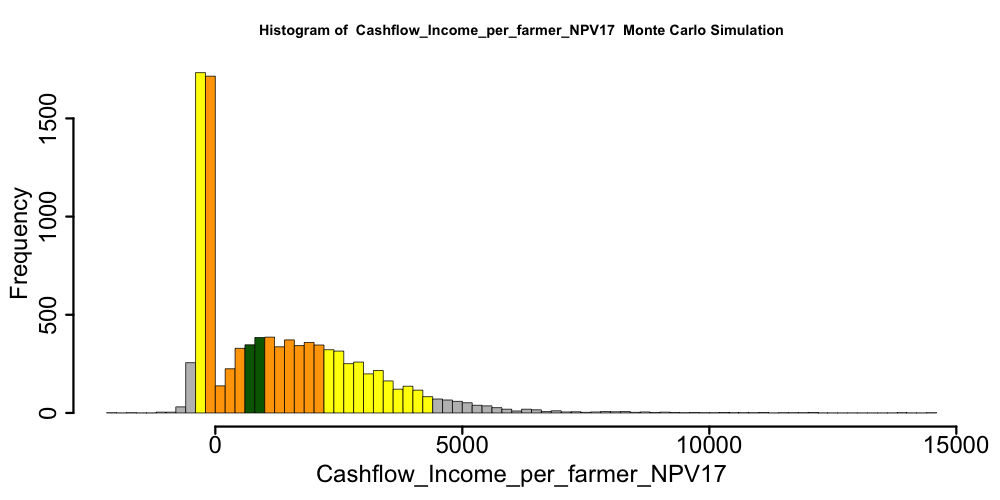 Histogram of  Cashflow_Income_per_farmer_NPV17  Monte Carlo Simulation
Frequency
1500
1000
500
0
0 5000 10000 15000
Cashflow_Income_per_farmer_NPV17